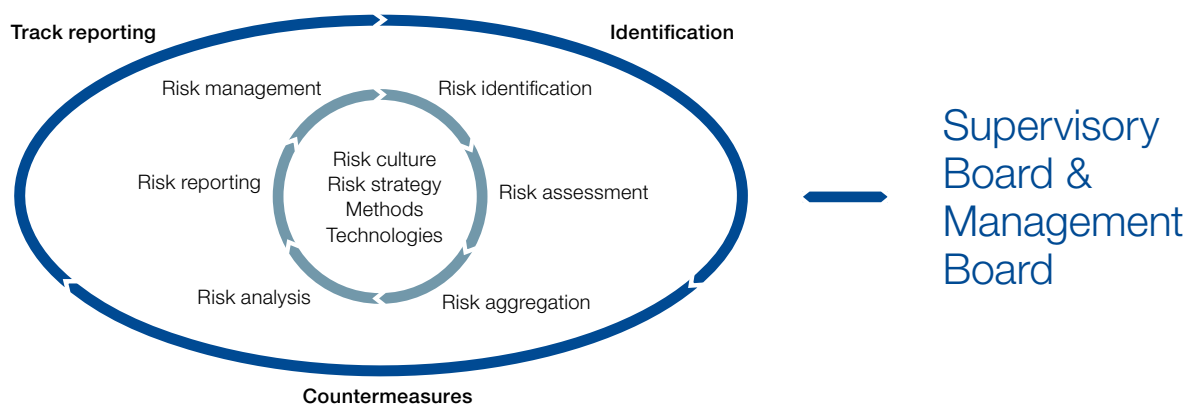 Track reporting
Identification
Risk management
Risk identification
Risk culture
Risk strategy
Methods
Technologies
Risk reporting
Risk assessment
Risk analysis
Risk aggregation
Countermeasures
Supervisory
Board &
Management
Board